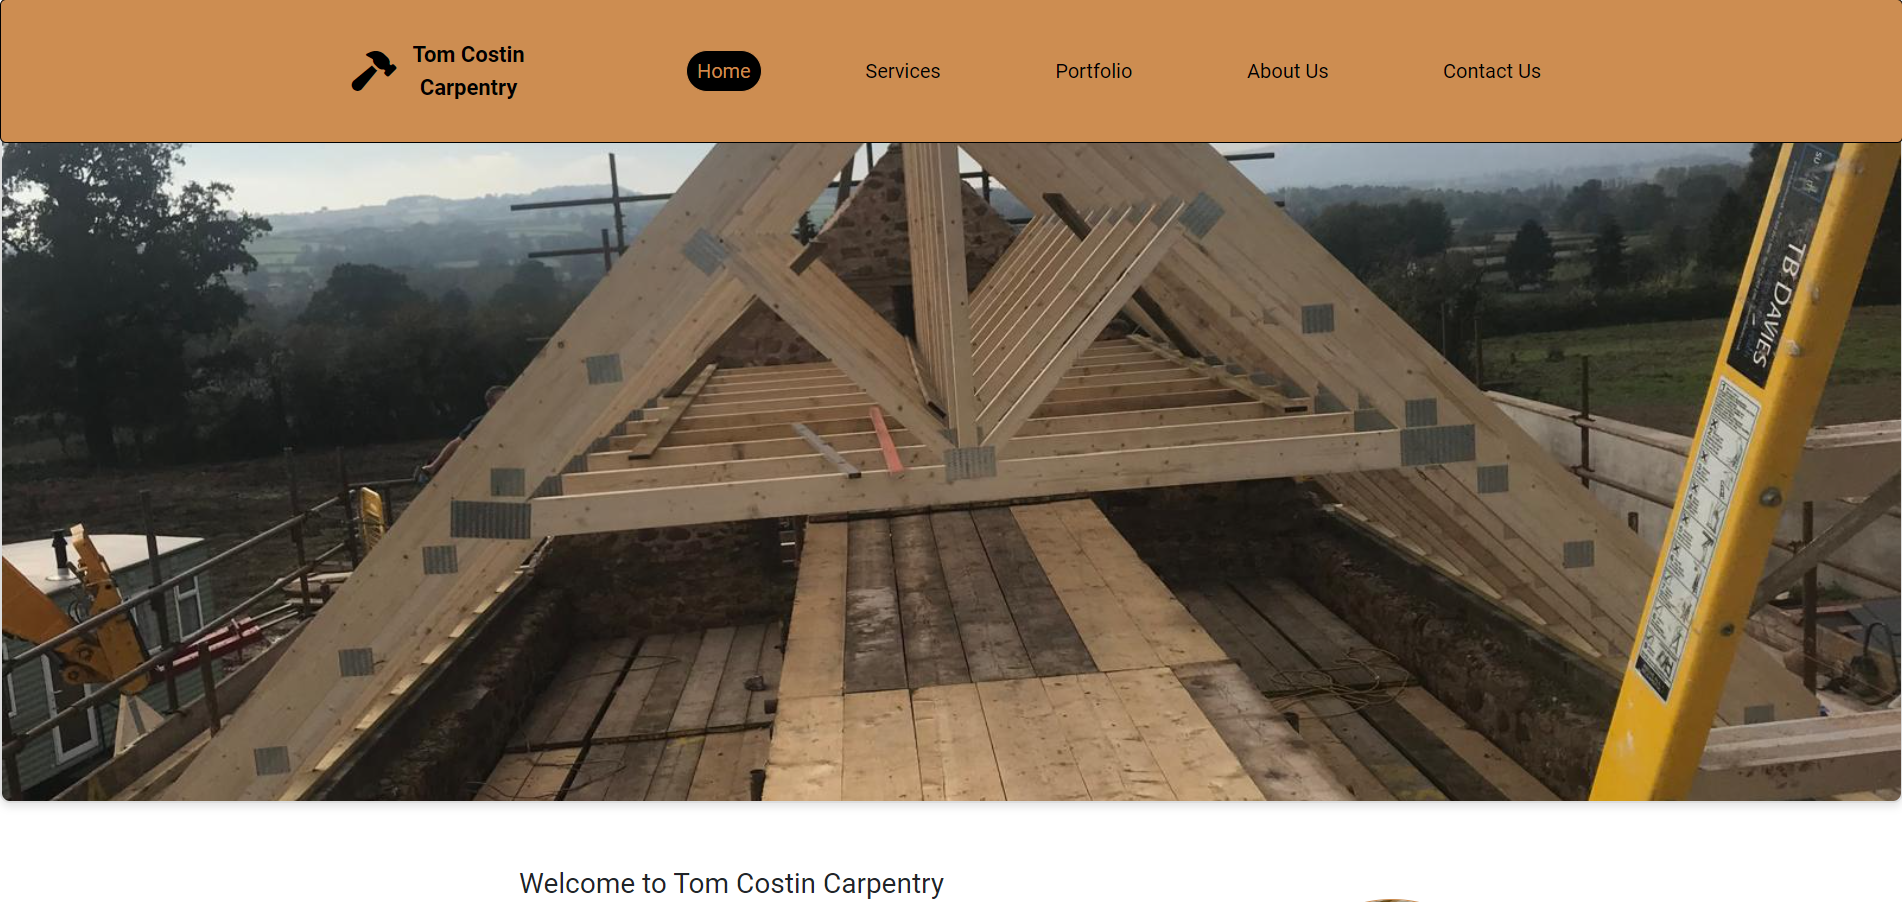 Tom Costin
Carpentry
Home
Services
Portfolio
About Us
Contact Us
TB DAVIES
Welcome to Tom Costin Carpentry